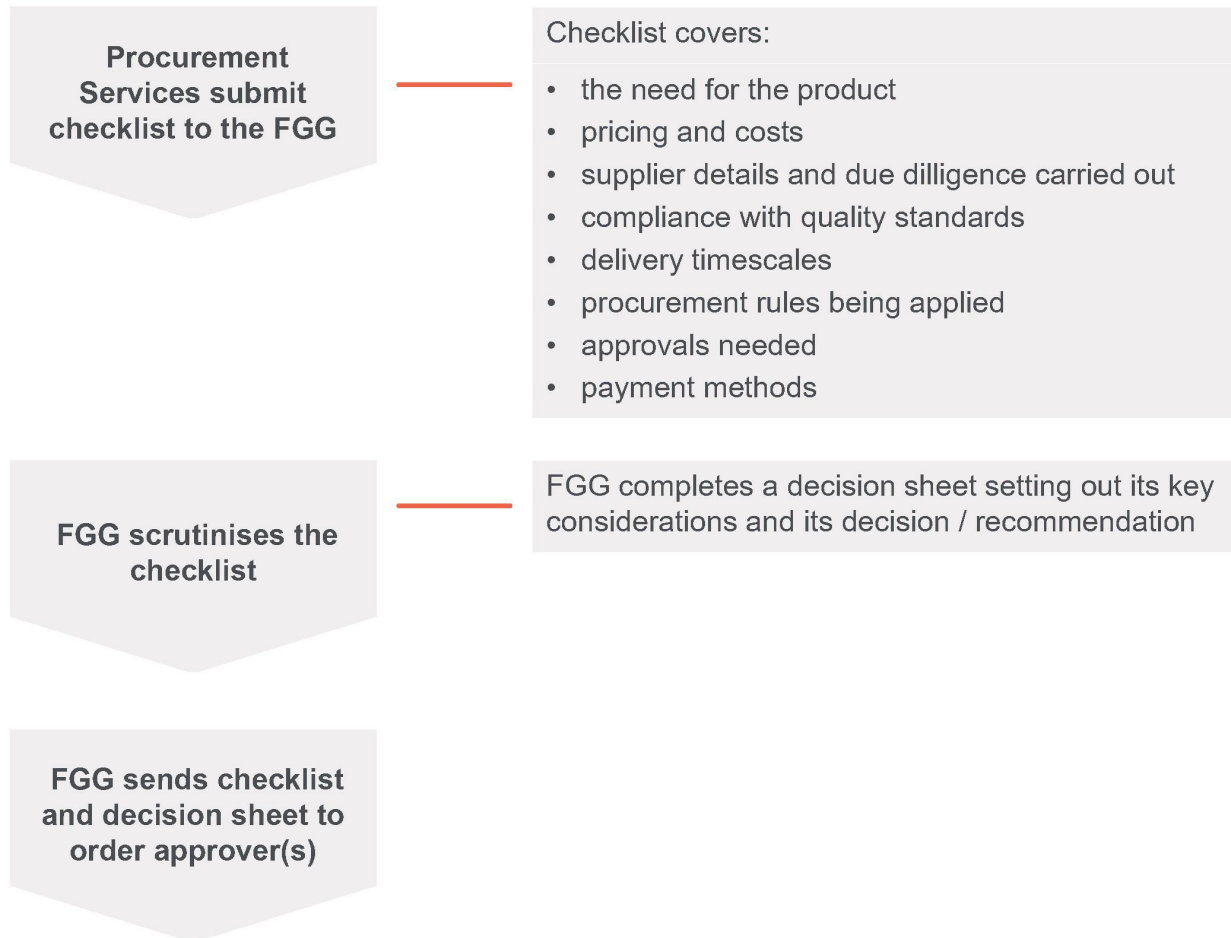 Procurement
Services submit
checklist to the FGG
Checklist covers:
• the need for the product
• pricing and costs
• supplier details and due dilligence carried out
• compliance with quality standards
• delivery timescales
• procurement rules being applied
• approvals needed
• payment methods
FGG scrutinises the
checklist
FGG completes a decision sheet setting out its key
considerations and its decision / recommendation
FGG sends checklist
and decision sheet to
order approver(s)